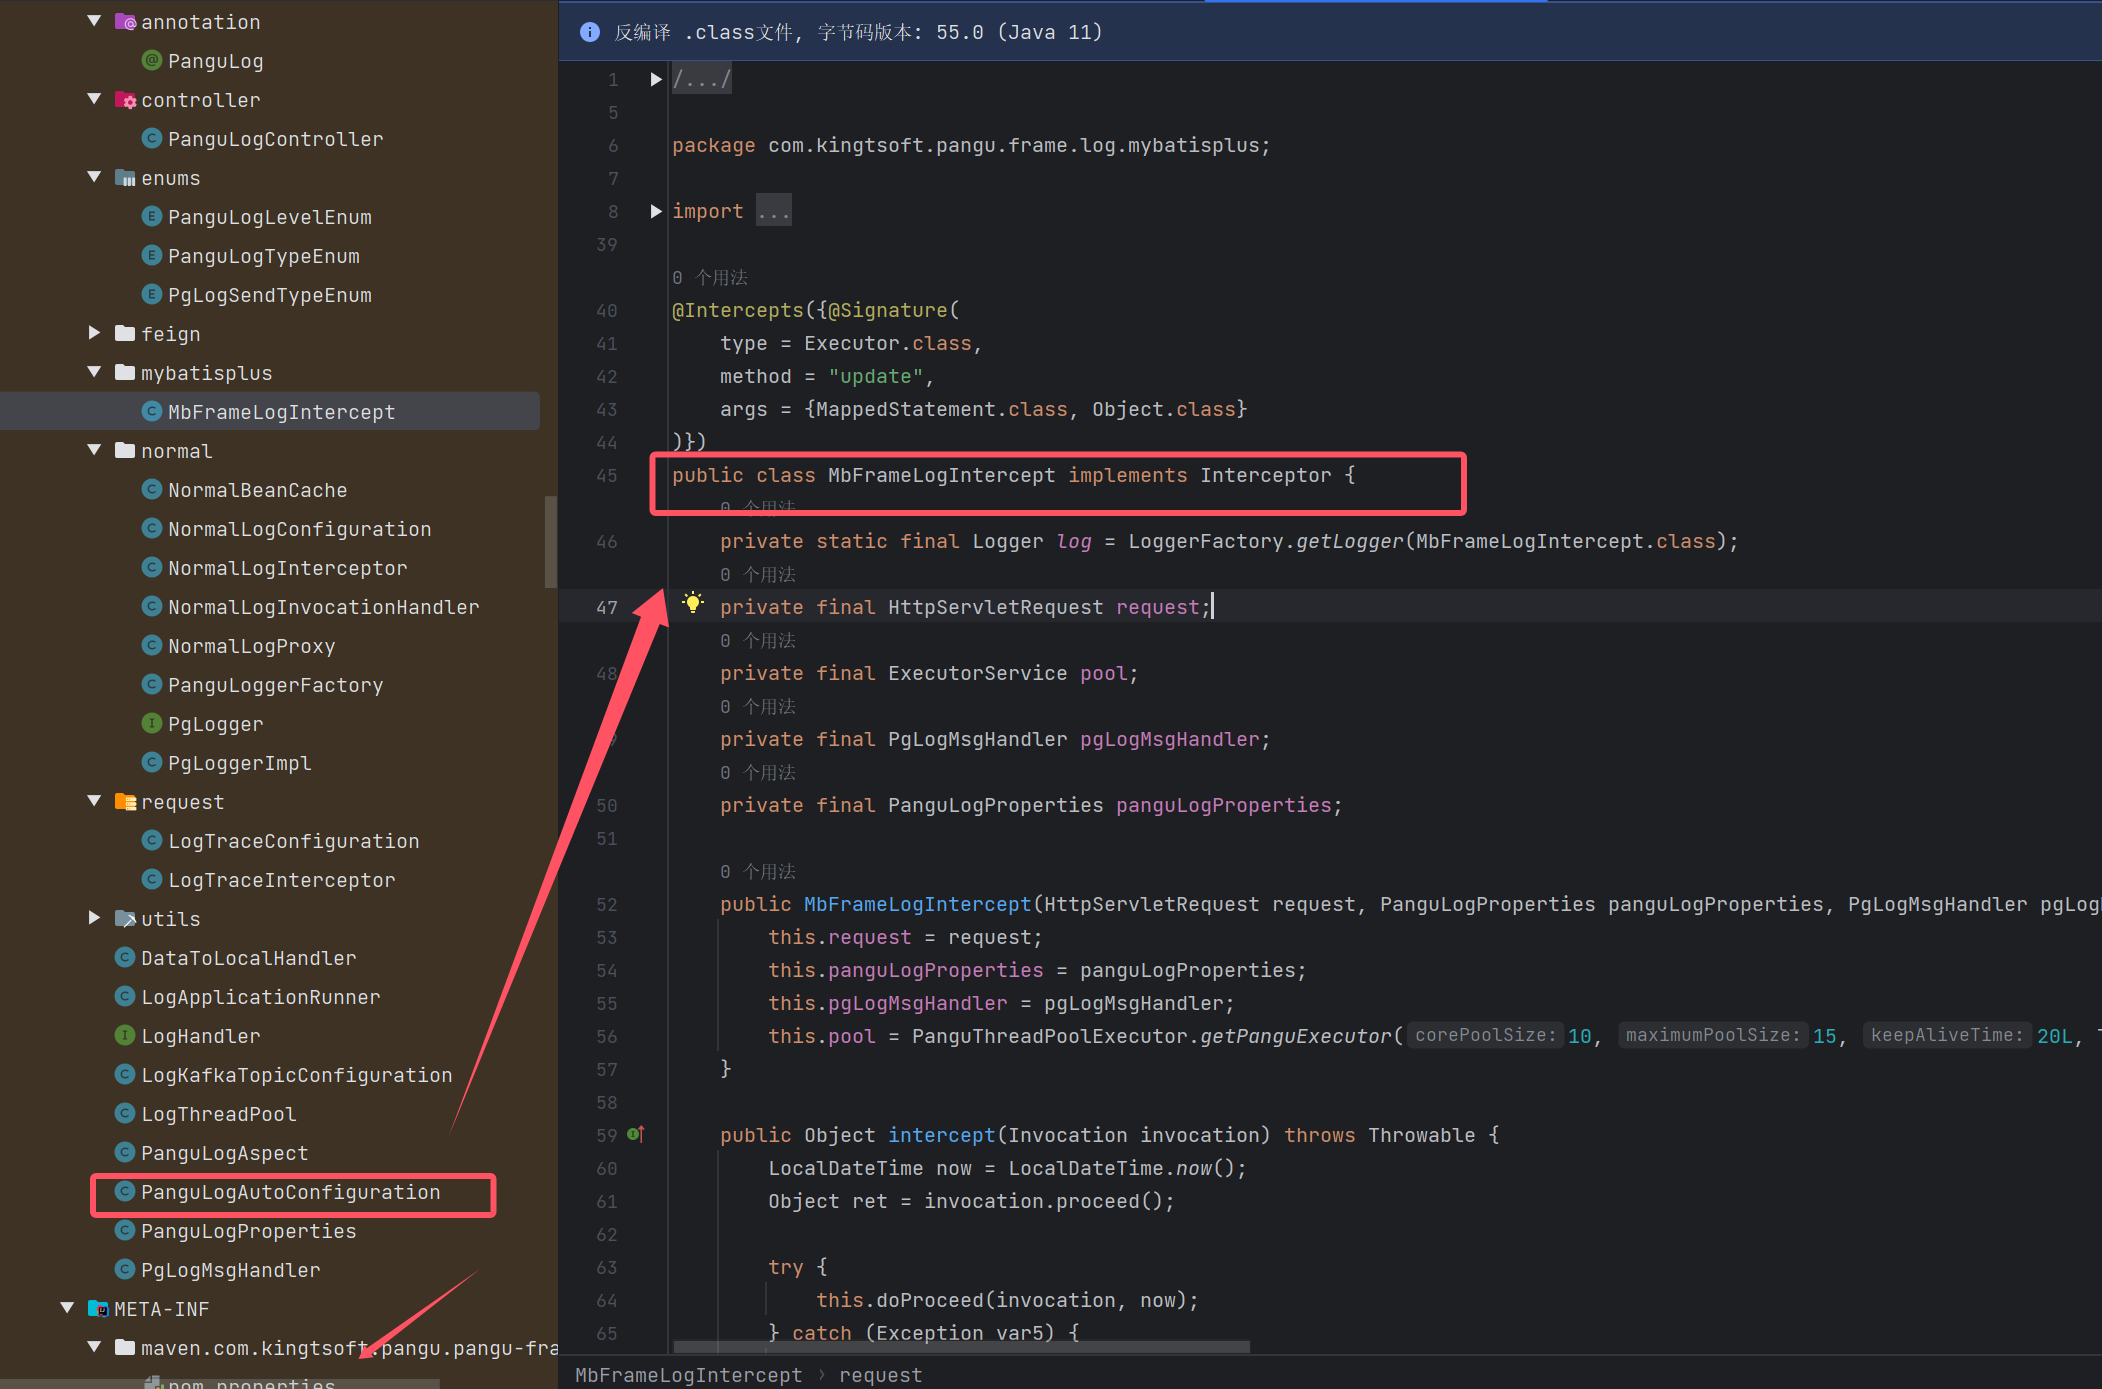 annotation
PanguLog
controller
PanguLogController
enums
PanguLogLevelEnum
PanguLogTypeEnum
PgLogSendTypeEnum
feign
mybatisplus
MbFrameLogIntercept
normal
NormalBeanCache
NormalLogConfiguration
NormalLogInterceptor
NormalLogInvocationHandler
NormalLogProxy
PanguLoggerFactory
PgLogger
PgLoggerImpl
request
LogTraceConfiguration
LogTraceInterceptor
utils
DataToLocalHandler
LogApplicationRunner
LogHandler
LogKafkaTopicConfiguration
LogThreadPool
PanguLogAspect
PanguLogAutoConfiguration
PanguLogProperties
PgLogMsgHandler
META-INF
maven.com.kingtsoft.pangu.pangu-fra
pom.properties
反编译 .class文件, 字节码版本: 55.0 (Java 11)
1 /.../
5
6 package com.kingtsoft.pangu.frame.log.mybatisplus;
7
8 import ...
39
0 个用法
40 @Intercepts({@Signature(
41 type = Executor.class,
42 method = "update",
43 args = {MappedStatement.class, Object.class}
44 )})
45 public class MbFrameLogIntercept implements Interceptor {
0 个用法
46 private static final Logger log = LoggerFactory.getLogger(MbFrameLogIntercept.class);
0 个用法
47 private final HttpServletRequest request;
0 个用法
48 private final ExecutorService pool;
0 个用法
private final PgLogMsgHandler pgLogMsgHandler;
0 个用法
50 private final PanguLogProperties panguLogProperties;
51
0 个用法
52 public MbFrameLogIntercept(HttpServletRequest request, PanguLogProperties panguLogProperties, PgLogMsgHandler pgLog
53 this.request = request;
54 this.panguLogProperties = panguLogProperties;
55 this.pgLogMsgHandler = pgLogMsgHandler;
56 this.pool = PanguThreadPoolExecutor.getPanguExecutor( corePoolSize: 10, maximumPoolSize: 15, keepAliveTime: 20L, T
57 }
58
59 public Object intercept(Invocation invocation) throws Throwable {
60 LocalDateTime now = LocalDateTime.now();
61 Object ret = invocation.proceed();
62
63 try {
64 this.doProceed(invocation, now);
65 } catch (Exception var5) {
MbFrameLogIntercept › request